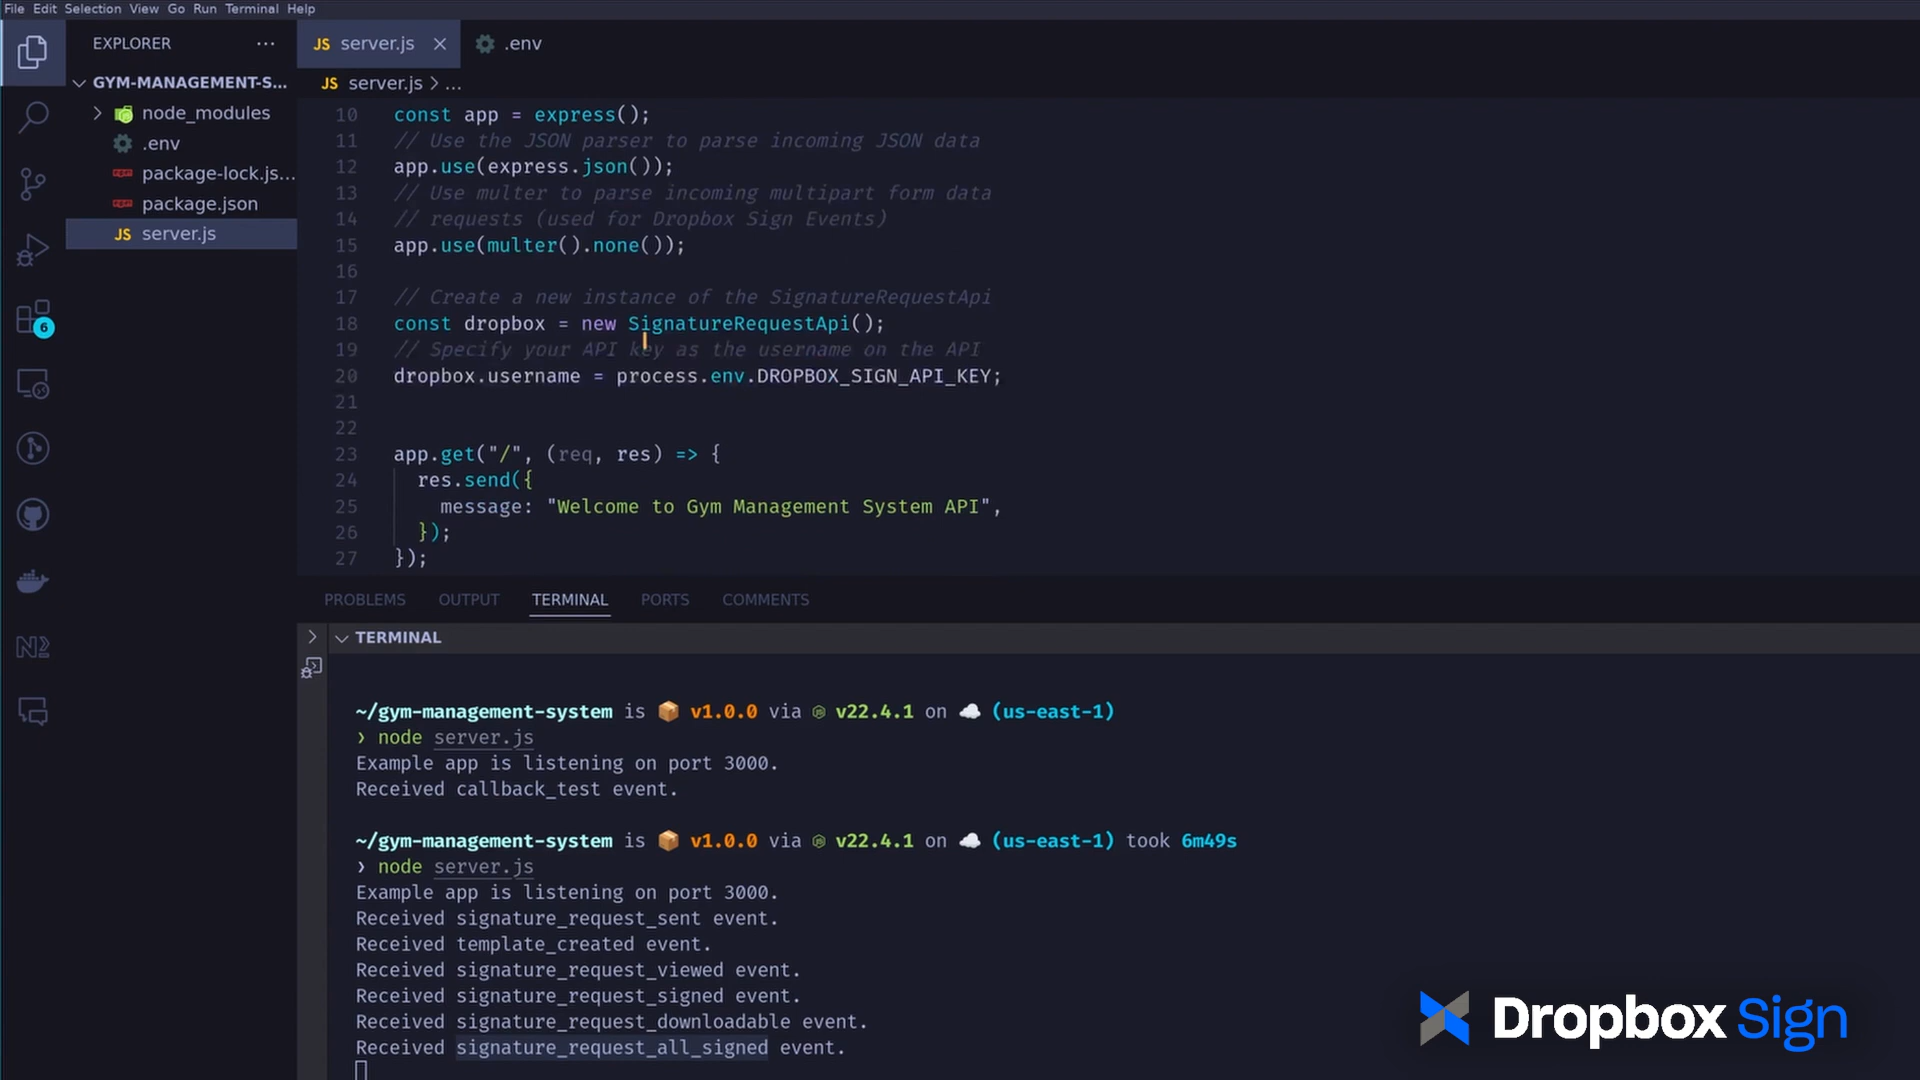 File Edit Selection View Go Run Terminal Help
EXPLORER ...
JS server.js
.env
GYM-MANAGEMENT-S...
node_modules
.env
package-lock.js...
package.json
JS server.js
JS server.js > ...
10 const app = express();
11 // Use the JSON parser to parse incoming JSON data
12 app.use(express.json());
13 // Use multer to parse incoming multipart form data
14 // requests (used for Dropbox Sign Events)
15 app.use(multer().none());
16
17 // Create a new instance of the SignatureRequestApi
18 const dropbox = new SignatureRequestApi();
19 // Specify your API key as the username on the API
20 dropbox.username = process.env.DROPBOX_SIGN_API_KEY;
21
22
23 app.get("/", (req, res) => {
24 res.send({
25 message: "Welcome to Gym Management System API",
26 });
27 });
6
PROBLEMS OUTPUT TERMINAL PORTS COMMENTS
TERMINAL
~/gym-management-system is 📦 v1.0.0 via v22.4.1 on ☁️ (us-east-1)
❯ node server.js
Example app is listening on port 3000.
Received callback_test event.
~/gym-management-system is 📦 v1.0.0 via v22.4.1 on ☁️ (us-east-1) took 6m49s
❯ node server.js
Example app is listening on port 3000.
Received signature_request_sent event.
Received template_created event.
Received signature_request_viewed event.
Received signature_request_signed event.
Received signature_request_downloadable event.
Received signature_request_all_signed event.
Dropbox Sign